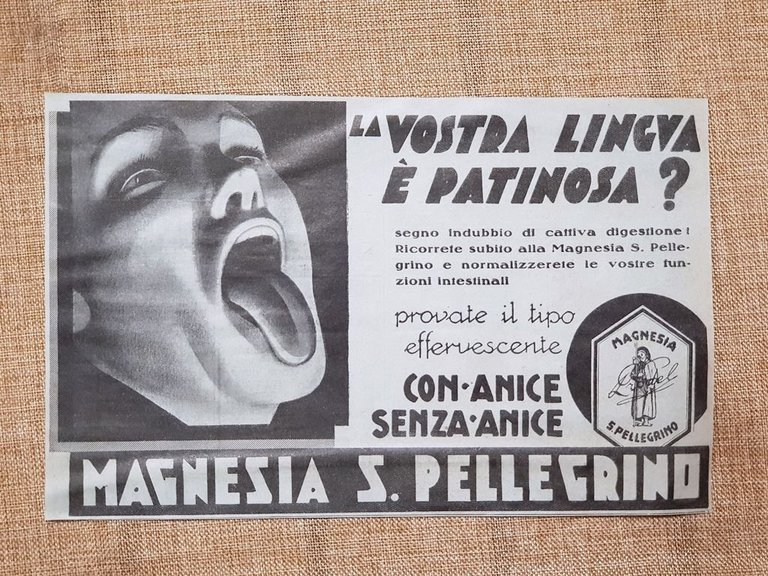 LA VOSTRA LINGVA
È PATINOSA?
segno indubbio di cattiva digestione!
Ricorrete subito alla Magnesia S. Pelle-
grino e normalizzerete le vostre fun-
zioni intestinali
provate il tipo
effervescente
CON·ANICE
SENZA·ANICE
MAGNESIA
S. PELLEGRINO
MAGNESIA S. PELLEGRINO